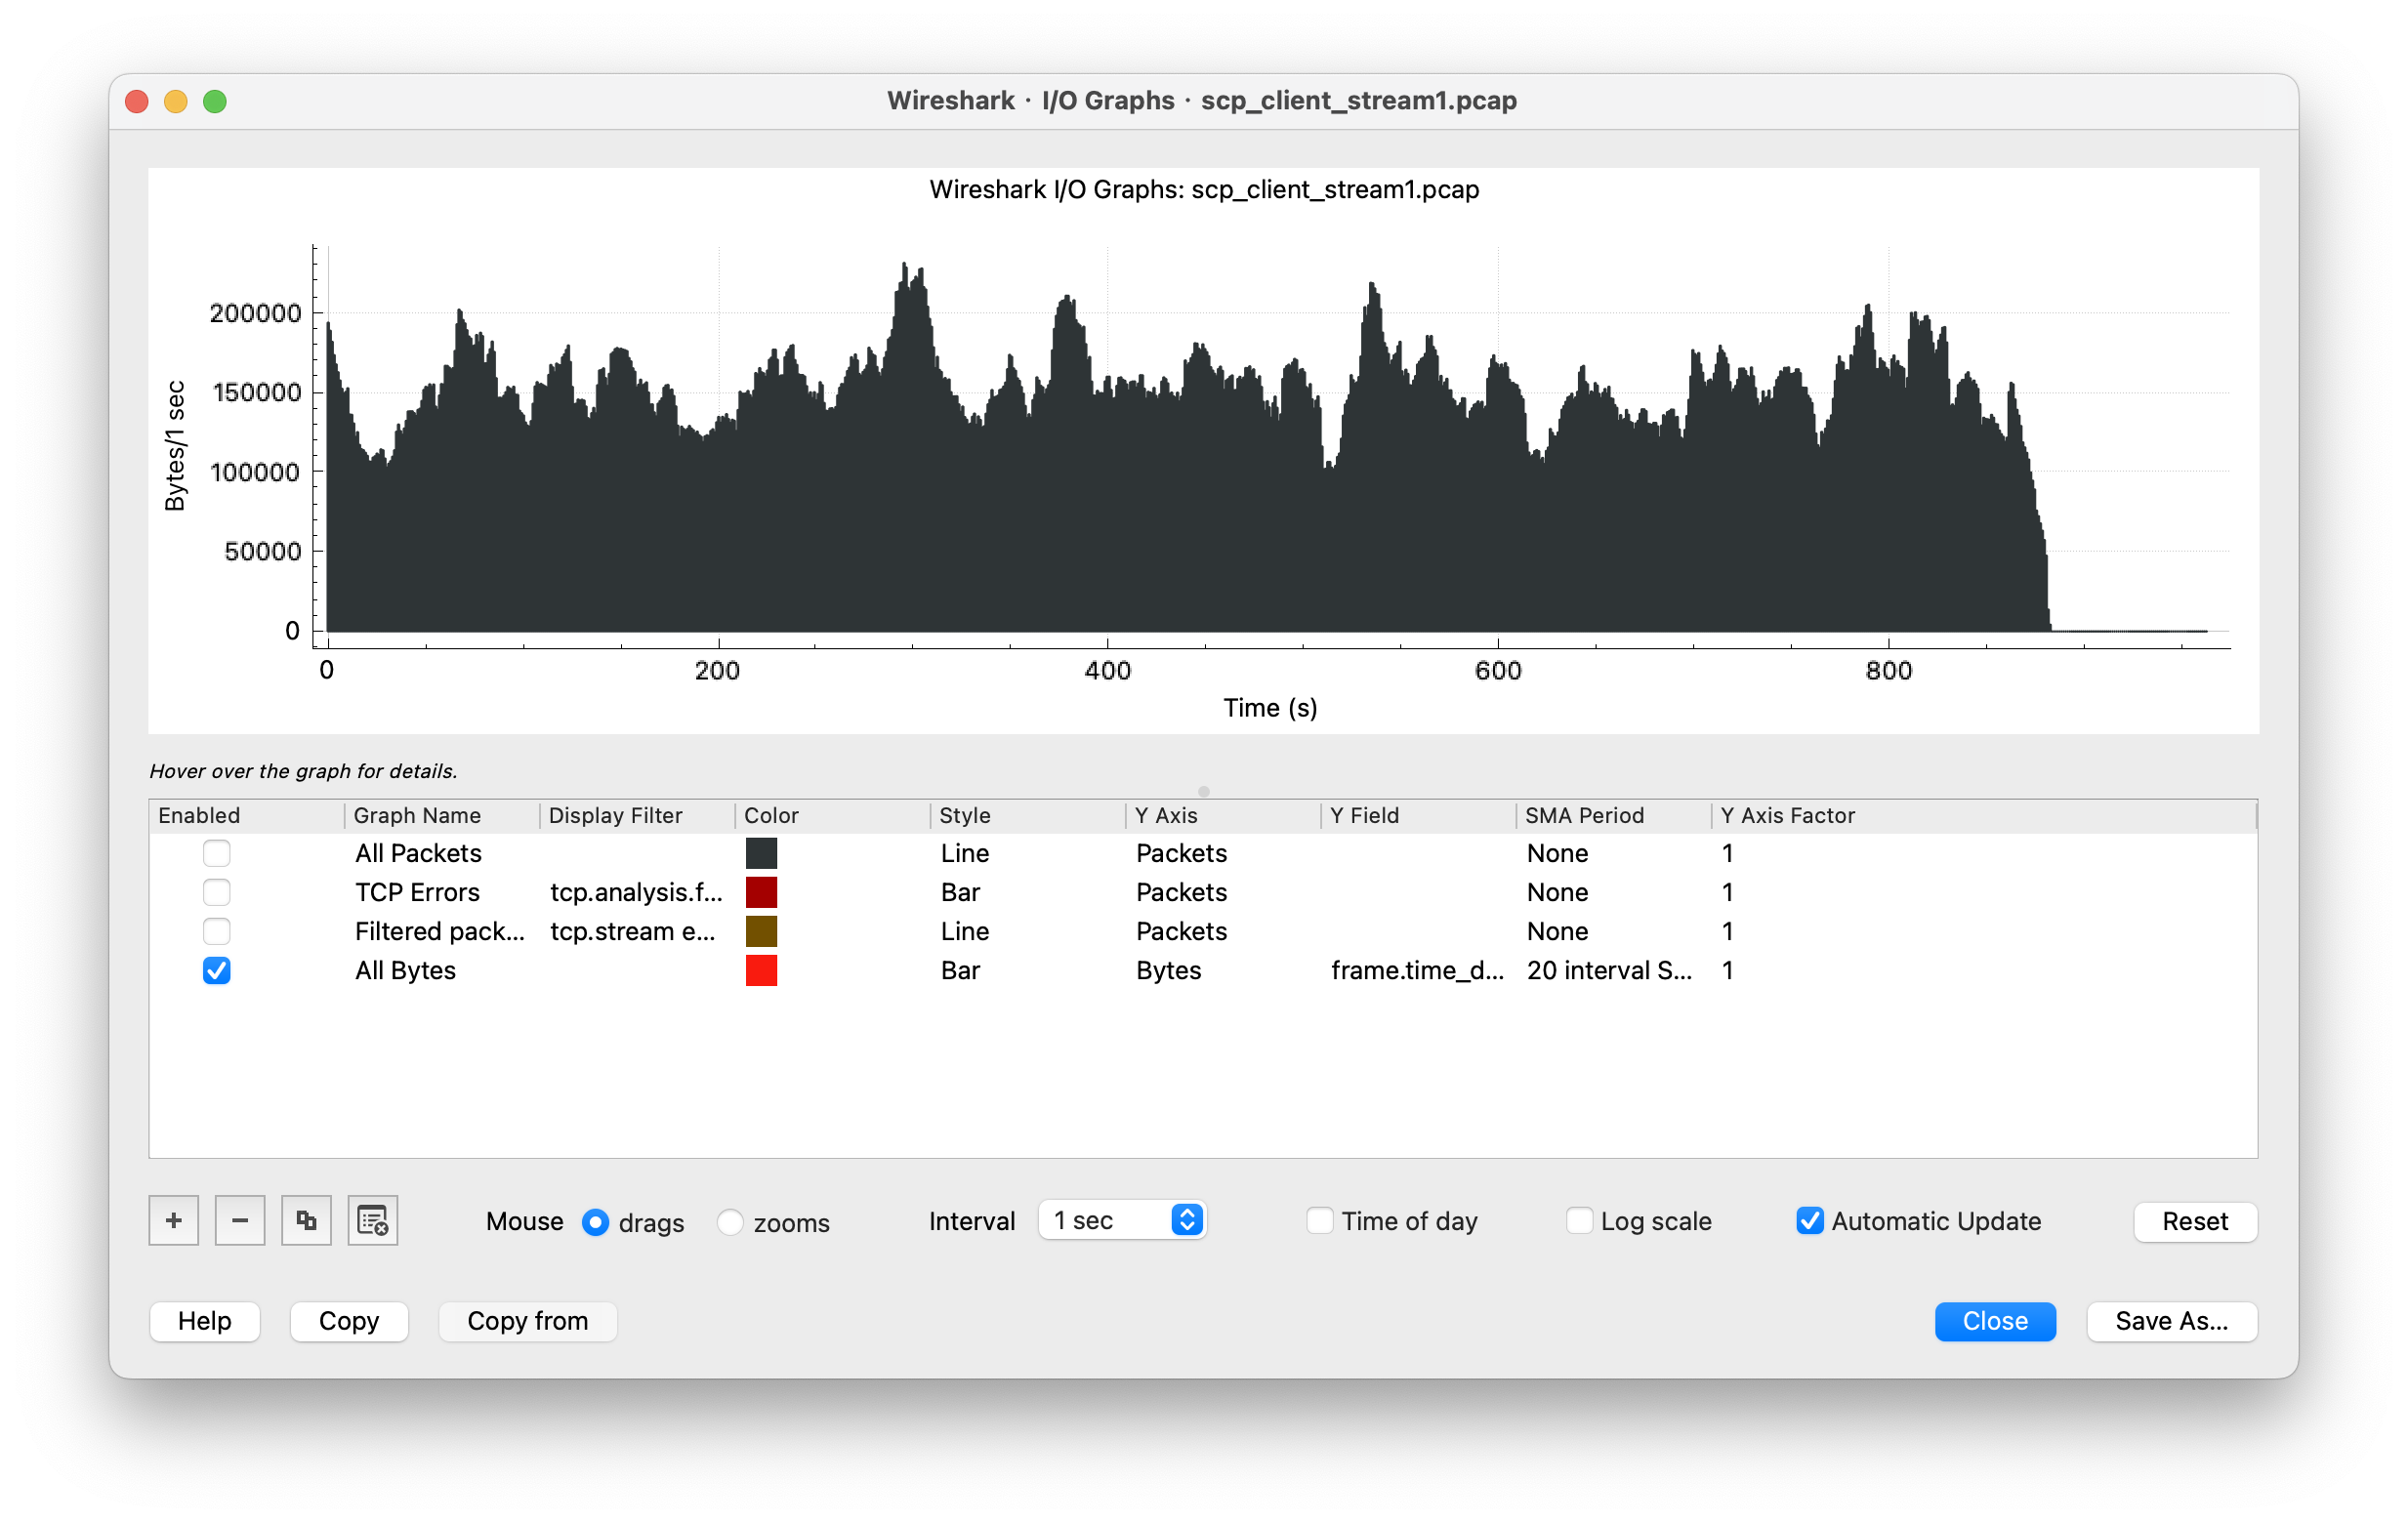 Wireshark · I/O Graphs · scp_client_stream1.pcap
Wireshark I/O Graphs: scp_client_stream1.pcap
Bytes/1 sec
200000
150000
100000
50000
0
0 200 400 600 800
Time (s)
Hover over the graph for details.
Enabled Graph Name Display Filter Color Style Y Axis Y Field SMA Period Y Axis Factor
All Packets Line Packets None 1
TCP Errors tcp.analysis.f... Bar Packets None 1
Filtered pack... tcp.stream e... Line Packets None 1
All Bytes Bar Bytes frame.time_d... 20 interval S... 1
Mouse drags zooms Interval 1 sec Time of day Log scale Automatic Update Reset
Help Copy Copy from Close Save As...